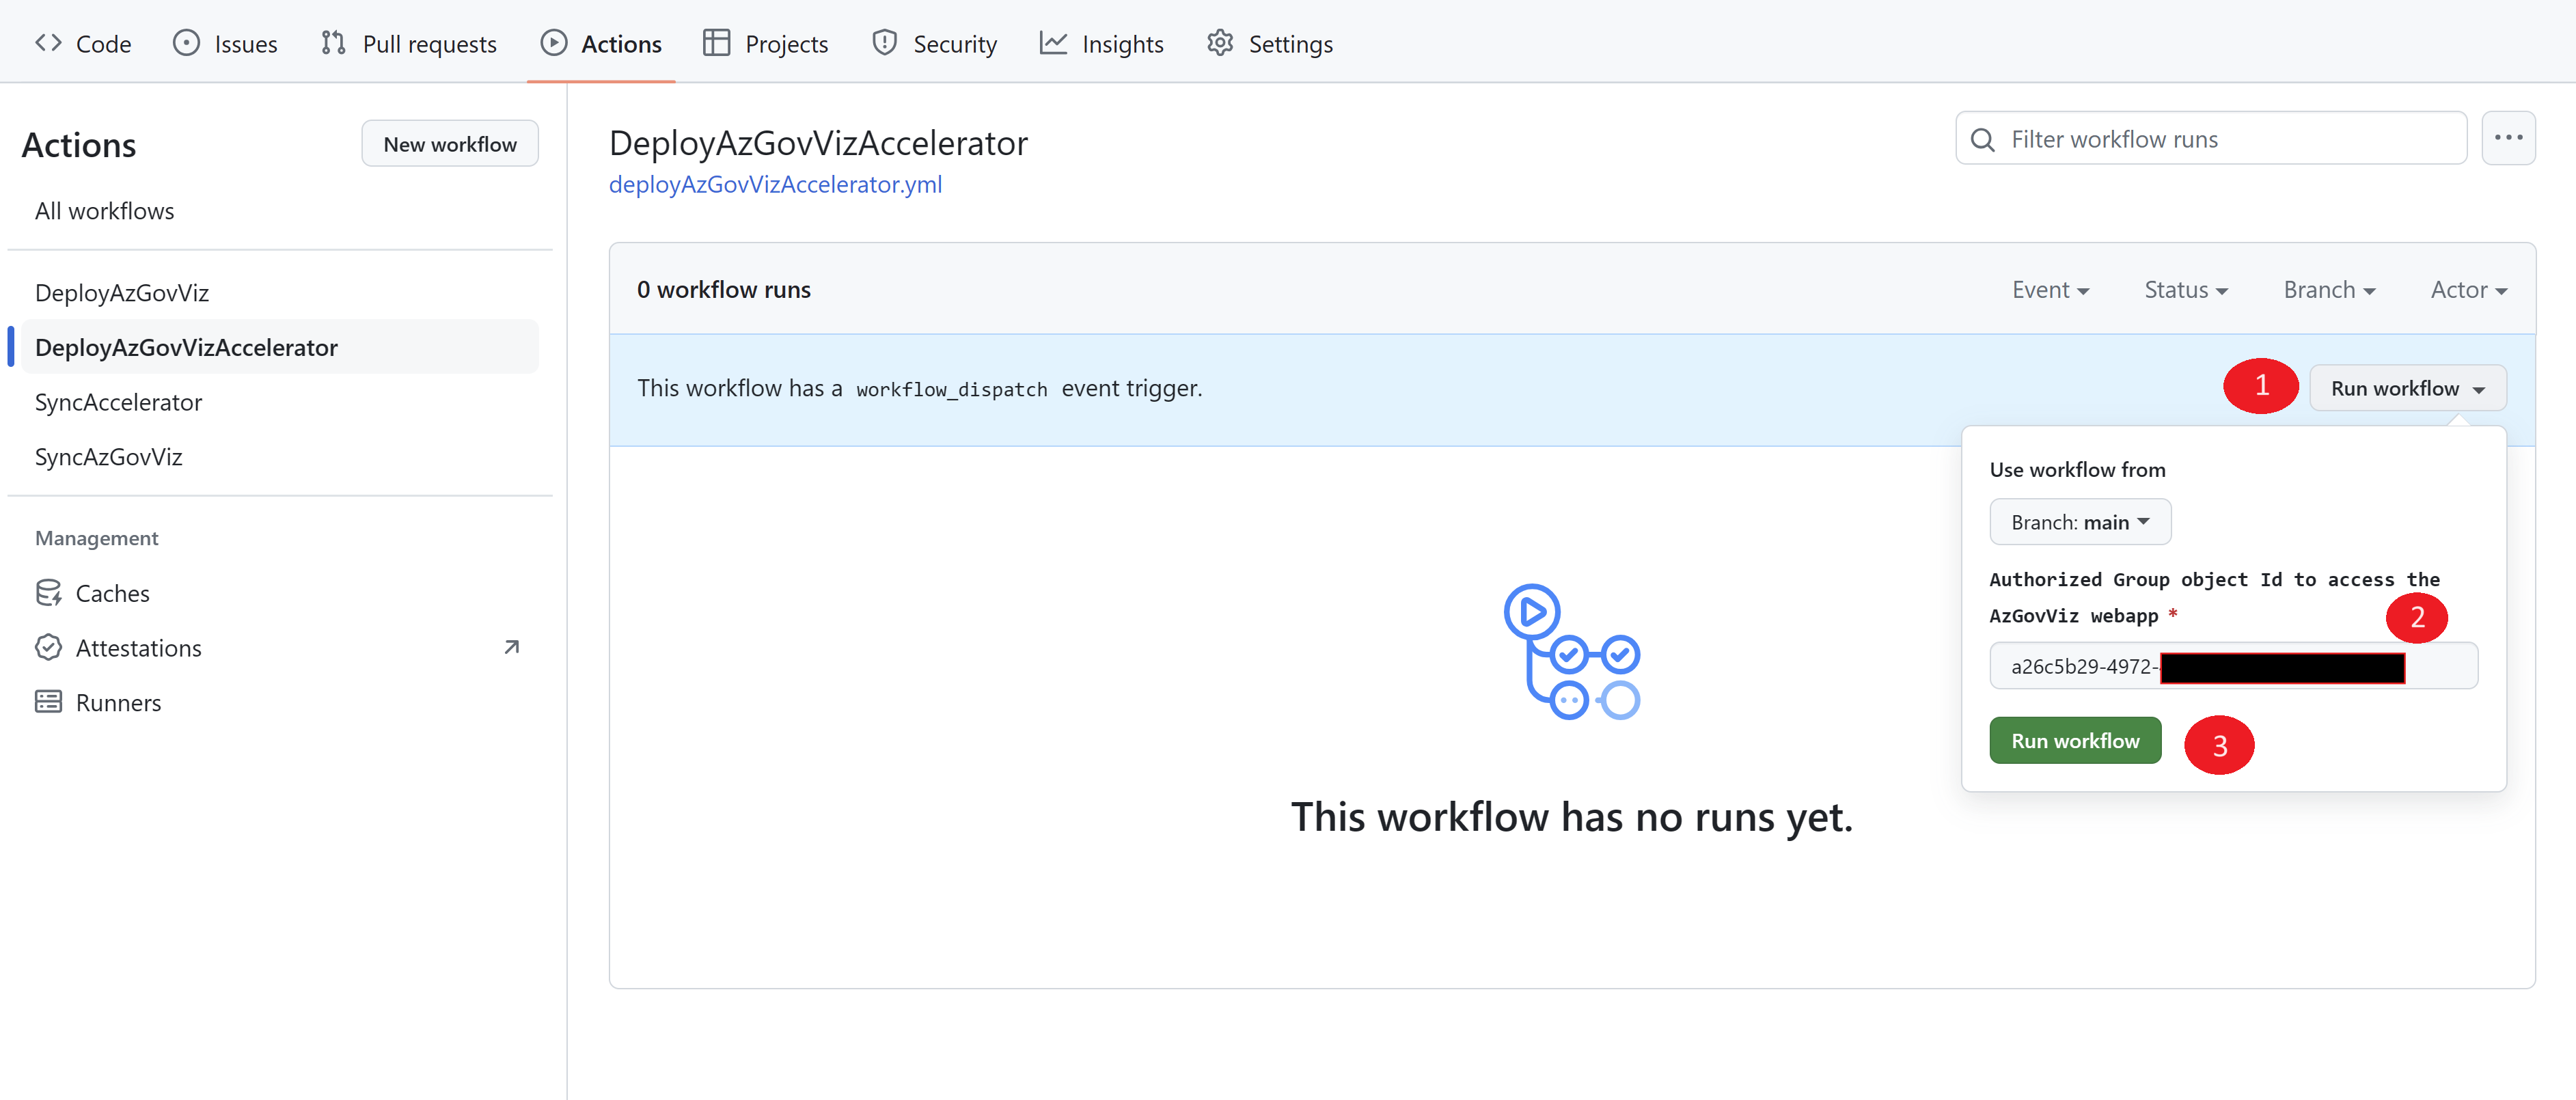 Code Issues Pull requests Actions Projects Security Insights Settings
Actions
New workflow
All workflows
DeployAzGovViz
DeployAzGovVizAccelerator
SyncAccelerator
SyncAzGovViz
Management
Caches
Attestations
Runners
DeployAzGovVizAccelerator
deployAzGovVizAccelerator.yml
Filter workflow runs
0 workflow runs
Event Status Branch Actor
This workflow has a workflow_dispatch event trigger.
1
Run workflow
Use workflow from
Branch: main
Authorized Group object Id to access the
AzGovViz webapp *
2
a26c5b29-4972-
Run workflow
3
This workflow has no runs yet.